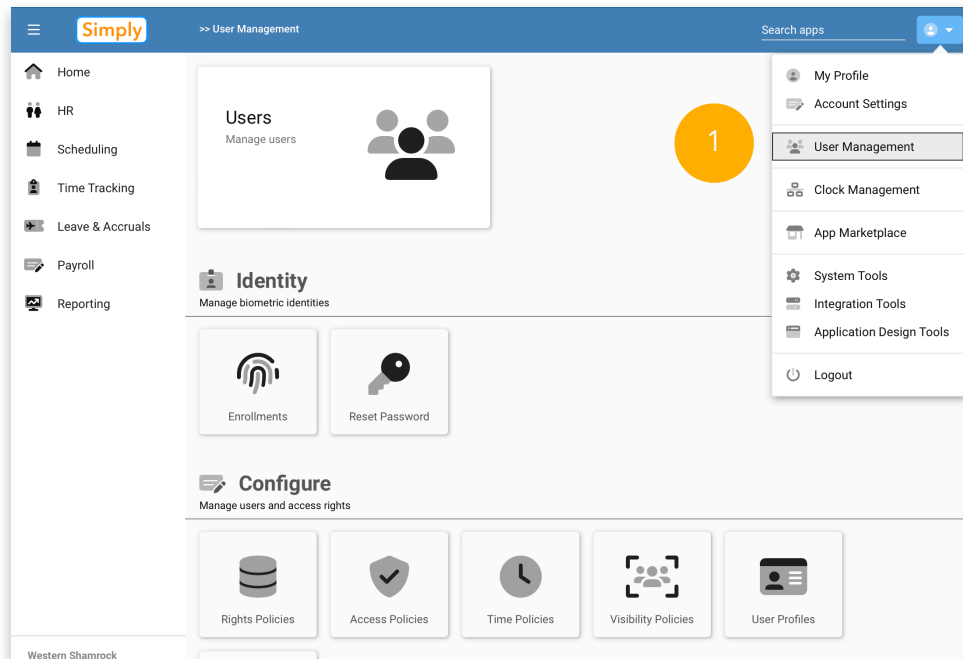 Simply
>> User Management
Search apps
Home
HR
Scheduling
Time Tracking
Leave & Accruals
Payroll
Reporting
Western Shamrock
Users
Manage users
1
My Profile
Account Settings
User Management
Clock Management
App Marketplace
System Tools
Integration Tools
Application Design Tools
Logout
Identity
Manage biometric identities
Enrollments
Reset Password
Configure
Manage users and access rights
Rights Policies
Access Policies
Time Policies
Visibility Policies
User Profiles